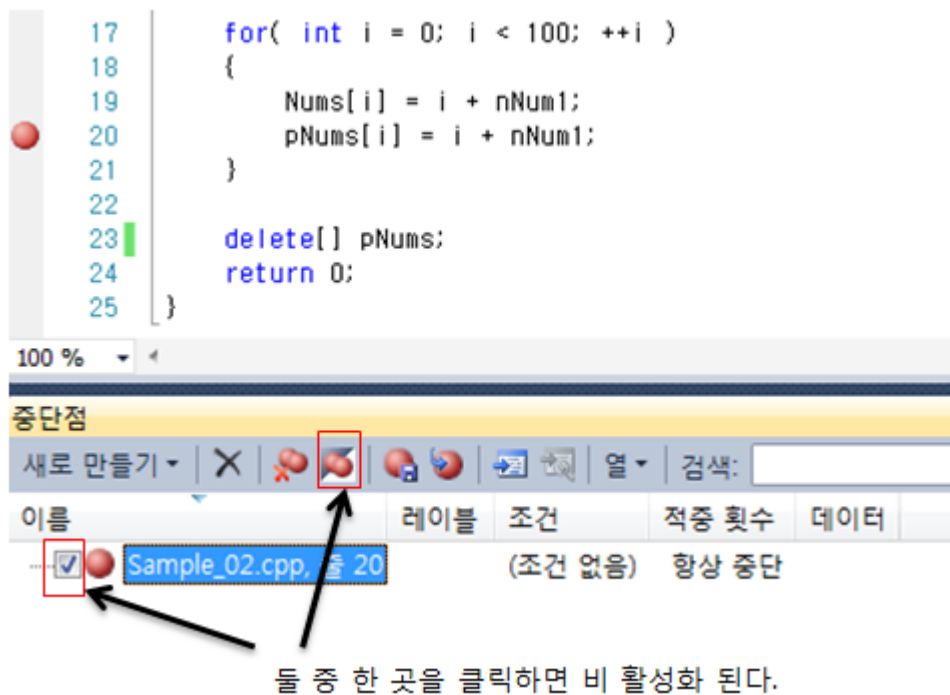 17 for( int i = 0; i < 100; ++i )
18 {
19 Nums[i] = i + nNum1;
20 pNums[i] = i + nNum1;
21 }
22
23 delete[] pNums;
24 return 0;
25 }
100 %
중단점
새로 만들기 열 검색:
이름 레이블 조건 적중 횟수 데이터
Sample_02.cpp, 줄 20 (조건 없음) 항상 중단
둘 중 한 곳을 클릭하면 비 활성화 된다.